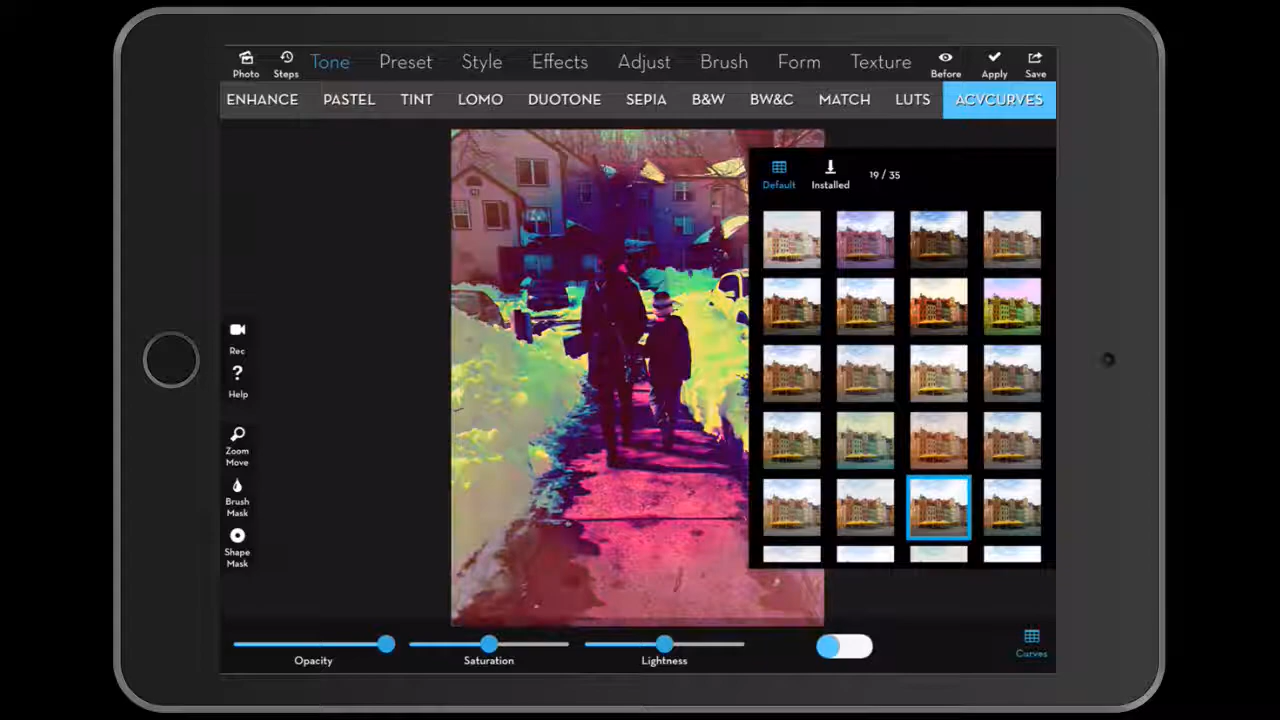 Photo Steps Tone Preset Style Effects Adjust Brush Form Texture Before Apply Save
ENHANCE PASTEL TINT LOMO DUOTONE SEPIA B&W BW&C MATCH LUTS ACVCURVES
Default Installed 19 / 35
Rec
? Help
Zoom
Move
Brush
Mask
Shape
Mask
Opacity Saturation Lightness Curves